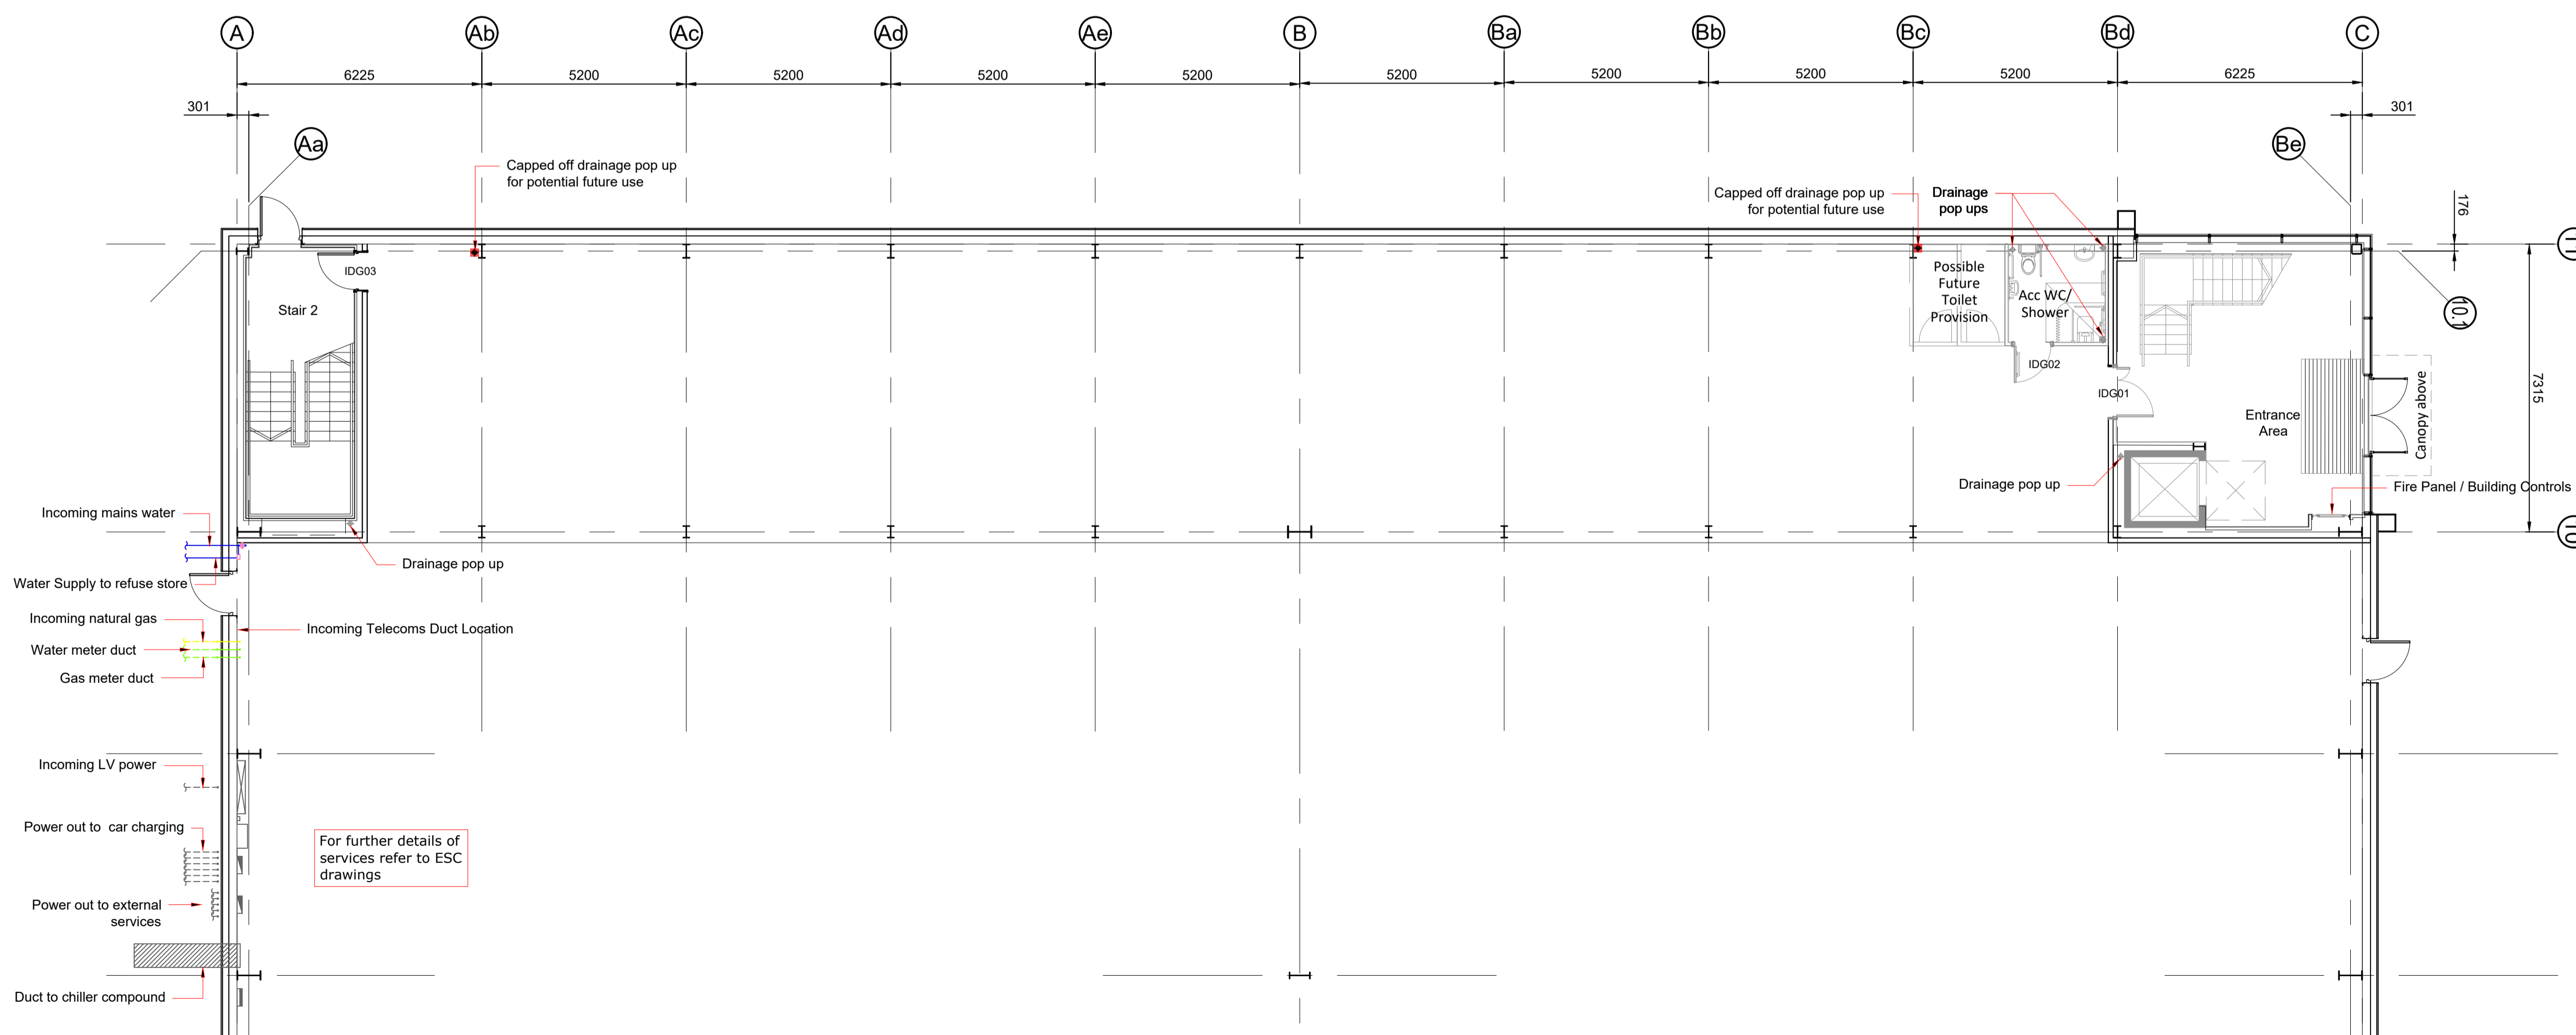 A
Ab
Ac
Ad
Ae
B
Ba
Bb
Bc
Bd
C
6225
5200
5200
5200
5200
5200
5200
5200
5200
6225
301
301
Aa
Be
Capped off drainage pop up
for potential future use
Capped off drainage pop up
for potential future use
Drainage
pop ups
176
11
IDG03
Stair 2
Possible
Future
Toilet
Provision
Acc WC/
Shower
10.1
IDG02
IDG01
7315
Entrance
Area
Canopy above
Drainage pop up
Fire Panel / Building Controls
Incoming mains water
10
Drainage pop up
Water Supply to refuse store
Incoming natural gas
Incoming Telecoms Duct Location
Water meter duct
Gas meter duct
Incoming LV power
Power out to car charging
For further details of
services refer to ESC
drawings
Power out to external
services
Duct to chiller compound